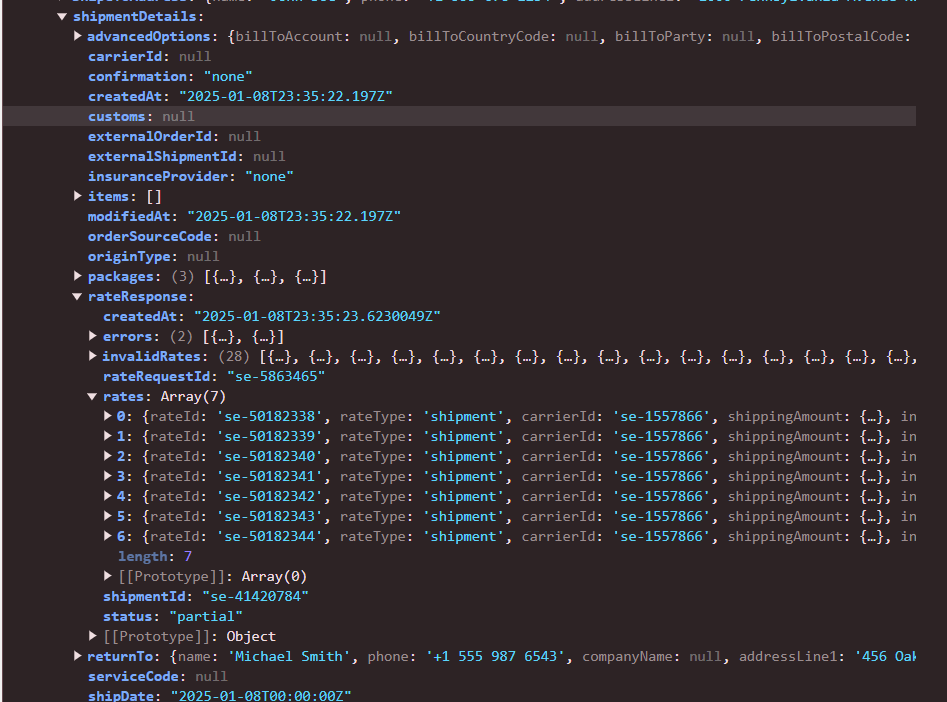 shipmentDetails:
advancedOptions: {billToAccount: null, billToCountryCode: null, billToParty: null, billToPostalCode:
carrierId: null
confirmation: "none"
createdAt: "2025-01-08T23:35:22.197Z"
customs: null
externalOrderId: null
externalShipmentId: null
insuranceProvider: "none"
items: []
modifiedAt: "2025-01-08T23:35:22.197Z"
orderSourceCode: null
originType: null
packages: (3) [{…}, {…}, {…}]
rateResponse:
createdAt: "2025-01-08T23:35:23.6230049Z"
errors: (2) [{…}, {…}]
invalidRates: (28) [{…}, {…}, {…}, {…}, {…}, {…}, {…}, {…}, {…}, {…}, {…}, {…}, {…}, {…}, {…}, {…},
rateRequestId: "se-5863465"
rates: Array(7)
0: {rateId: 'se-50182338', rateType: 'shipment', carrierId: 'se-1557866', shippingAmount: {…}, in
1: {rateId: 'se-50182339', rateType: 'shipment', carrierId: 'se-1557866', shippingAmount: {…}, in
2: {rateId: 'se-50182340', rateType: 'shipment', carrierId: 'se-1557866', shippingAmount: {…}, in
3: {rateId: 'se-50182341', rateType: 'shipment', carrierId: 'se-1557866', shippingAmount: {…}, in
4: {rateId: 'se-50182342', rateType: 'shipment', carrierId: 'se-1557866', shippingAmount: {…}, in
5: {rateId: 'se-50182343', rateType: 'shipment', carrierId: 'se-1557866', shippingAmount: {…}, in
6: {rateId: 'se-50182344', rateType: 'shipment', carrierId: 'se-1557866', shippingAmount: {…}, in
length: 7
[[Prototype]]: Array(0)
shipmentId: "se-41420784"
status: "partial"
[[Prototype]]: Object
returnTo: {name: 'Michael Smith', phone: '+1 555 987 6543', companyName: null, addressLine1: '456 Oak
serviceCode: null
shipDate: "2025-01-08T00:00:00Z"